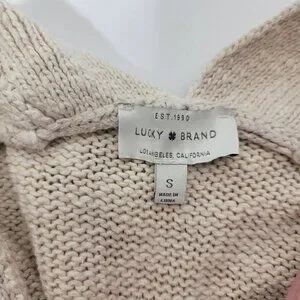 EST. 1990
LUCKY BRAND
LOS ANGELES, CALIFORNIA
S
MADE IN
CHINA